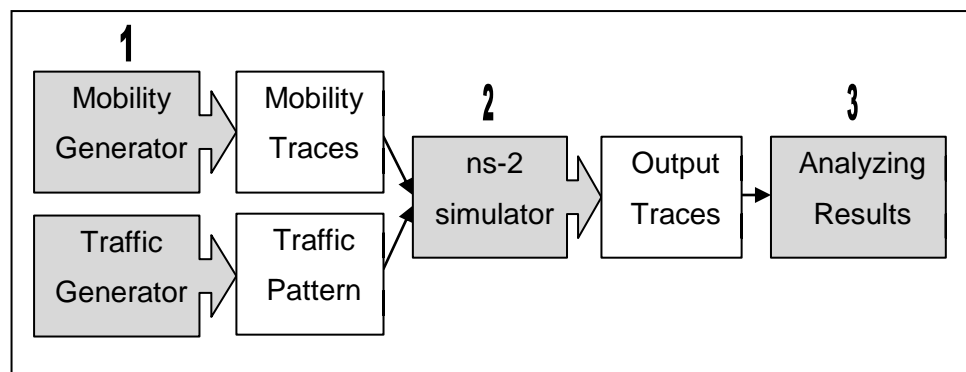 1
Mobility
Generator
Mobility
Traces
Traffic
Generator
Traffic
Pattern
2
ns-2
simulator
Output
Traces
3
Analyzing
Results